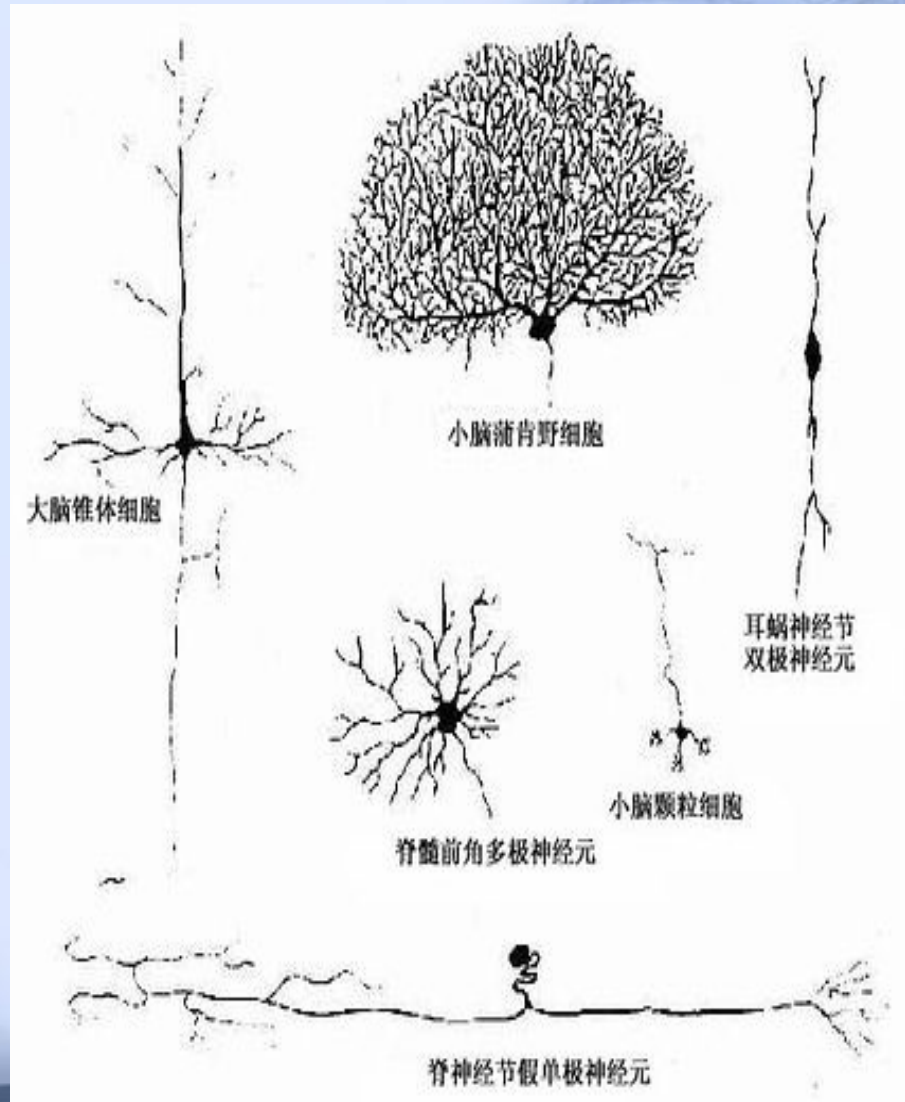 小脑蒲肯野细胞
大脑锥体细胞
耳蜗神经节
双极神经元
小脑颗粒细胞
脊髓前角多极神经元
脊神经节假单极神经元